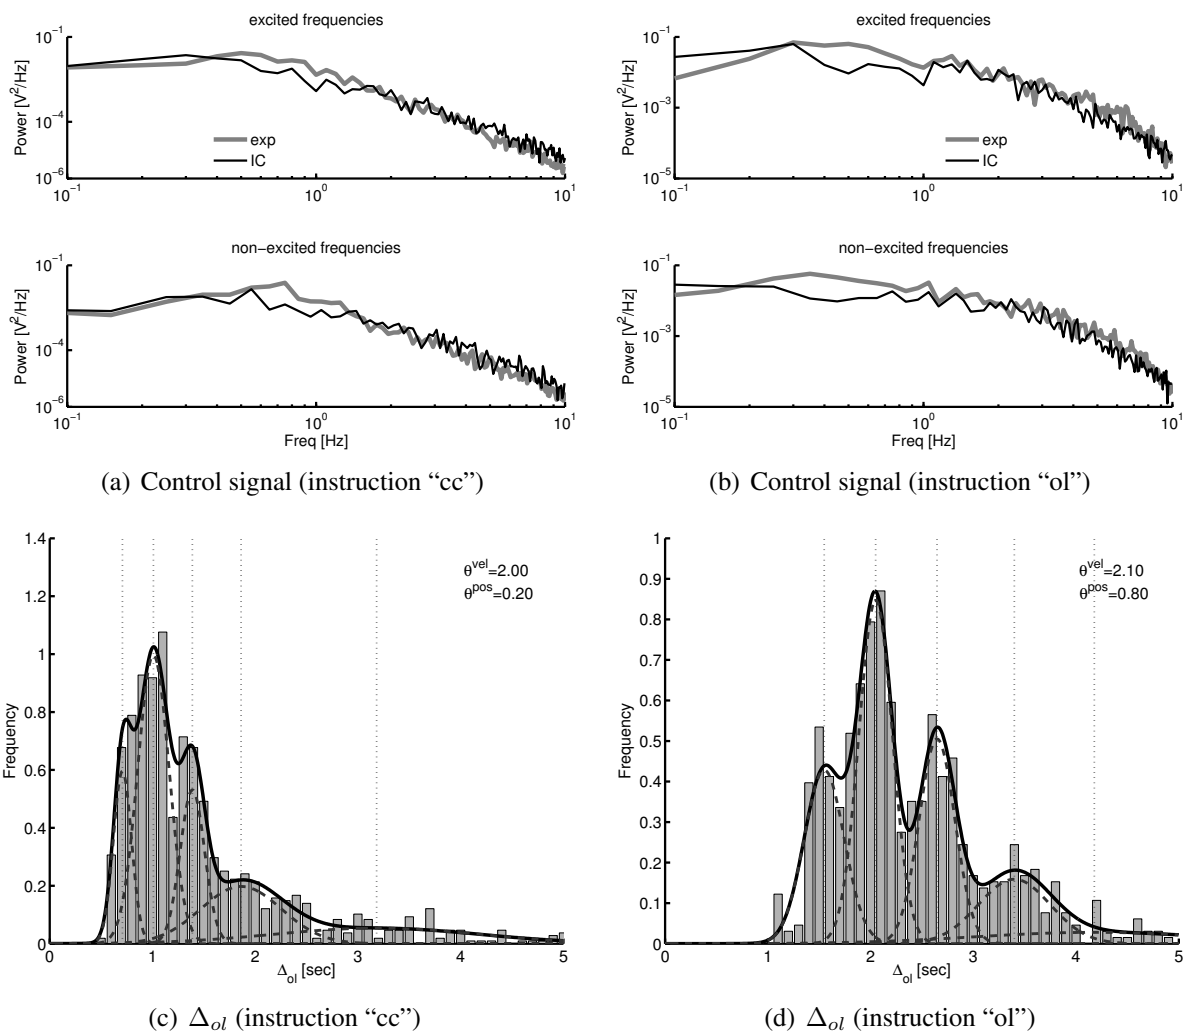 excited frequencies
10⁻¹
10⁻⁴
10⁻⁶
Power [V²/Hz]
exp
IC
10⁻¹
10⁰
10¹
non−excited frequencies
10⁻¹
10⁻⁴
10⁻⁶
Power [V²/Hz]
10⁻¹
10⁰
10¹
Freq [Hz]
(a) Control signal (instruction “cc”)
excited frequencies
10⁻¹
10⁻³
10⁻⁵
Power [V²/Hz]
exp
IC
10⁻¹
10⁰
10¹
non−excited frequencies
10⁻¹
10⁻³
10⁻⁵
Power [V²/Hz]
10⁻¹
10⁰
10¹
Freq [Hz]
(b) Control signal (instruction “ol”)
1.4
1.2
1
0.8
0.6
0.4
0.2
0
Frequency
θ^vel=2.00
θ^pos=0.20
0 1 2 3 4 5
Δ_ol [sec]
(c) Δ_ol (instruction “cc”)
1
0.9
0.8
0.7
0.6
0.5
0.4
0.3
0.2
0.1
0
Frequency
θ^vel=2.10
θ^pos=0.80
0 1 2 3 4 5
Δ_ol [sec]
(d) Δ_ol (instruction “ol”)